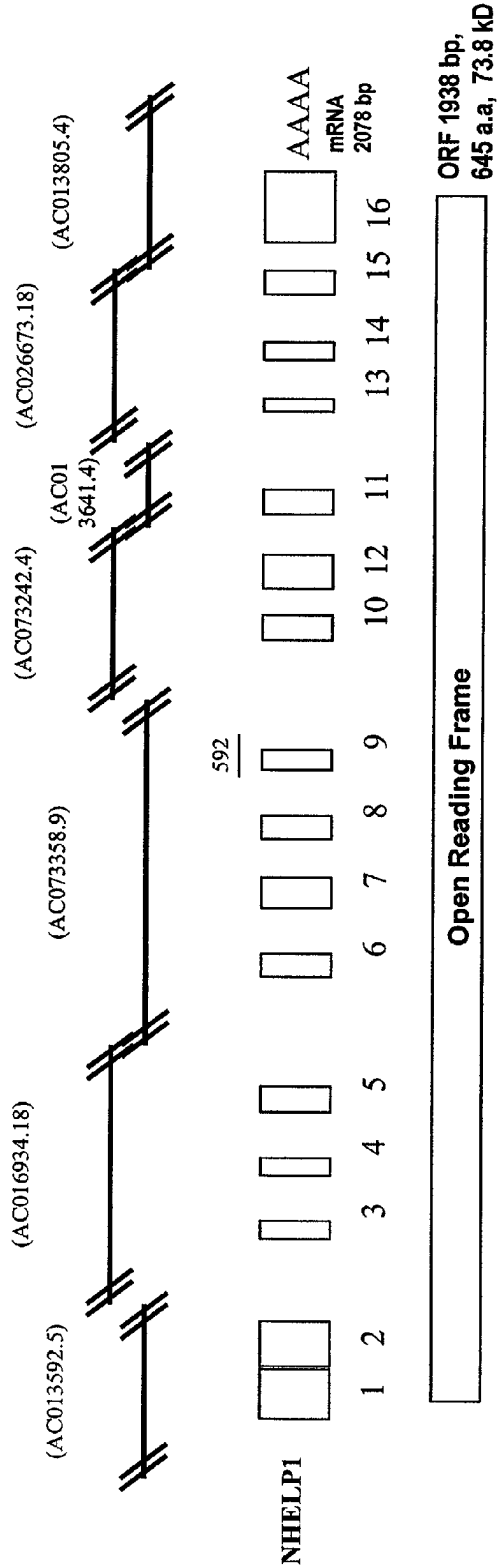 (AC013592.5)
(AC016934.18)
(AC073358.9)
(AC073242.4)
(AC01
3641.4)
(AC026673.18)
(AC013805.4)
592
NHELP1
AAAA
mRNA
2078 bp
1 2 3 4 5 6 7 8 9 10 12 11 13 14 15 16
Open Reading Frame
ORF 1938 bp,
645 a.a, 73.8 kD